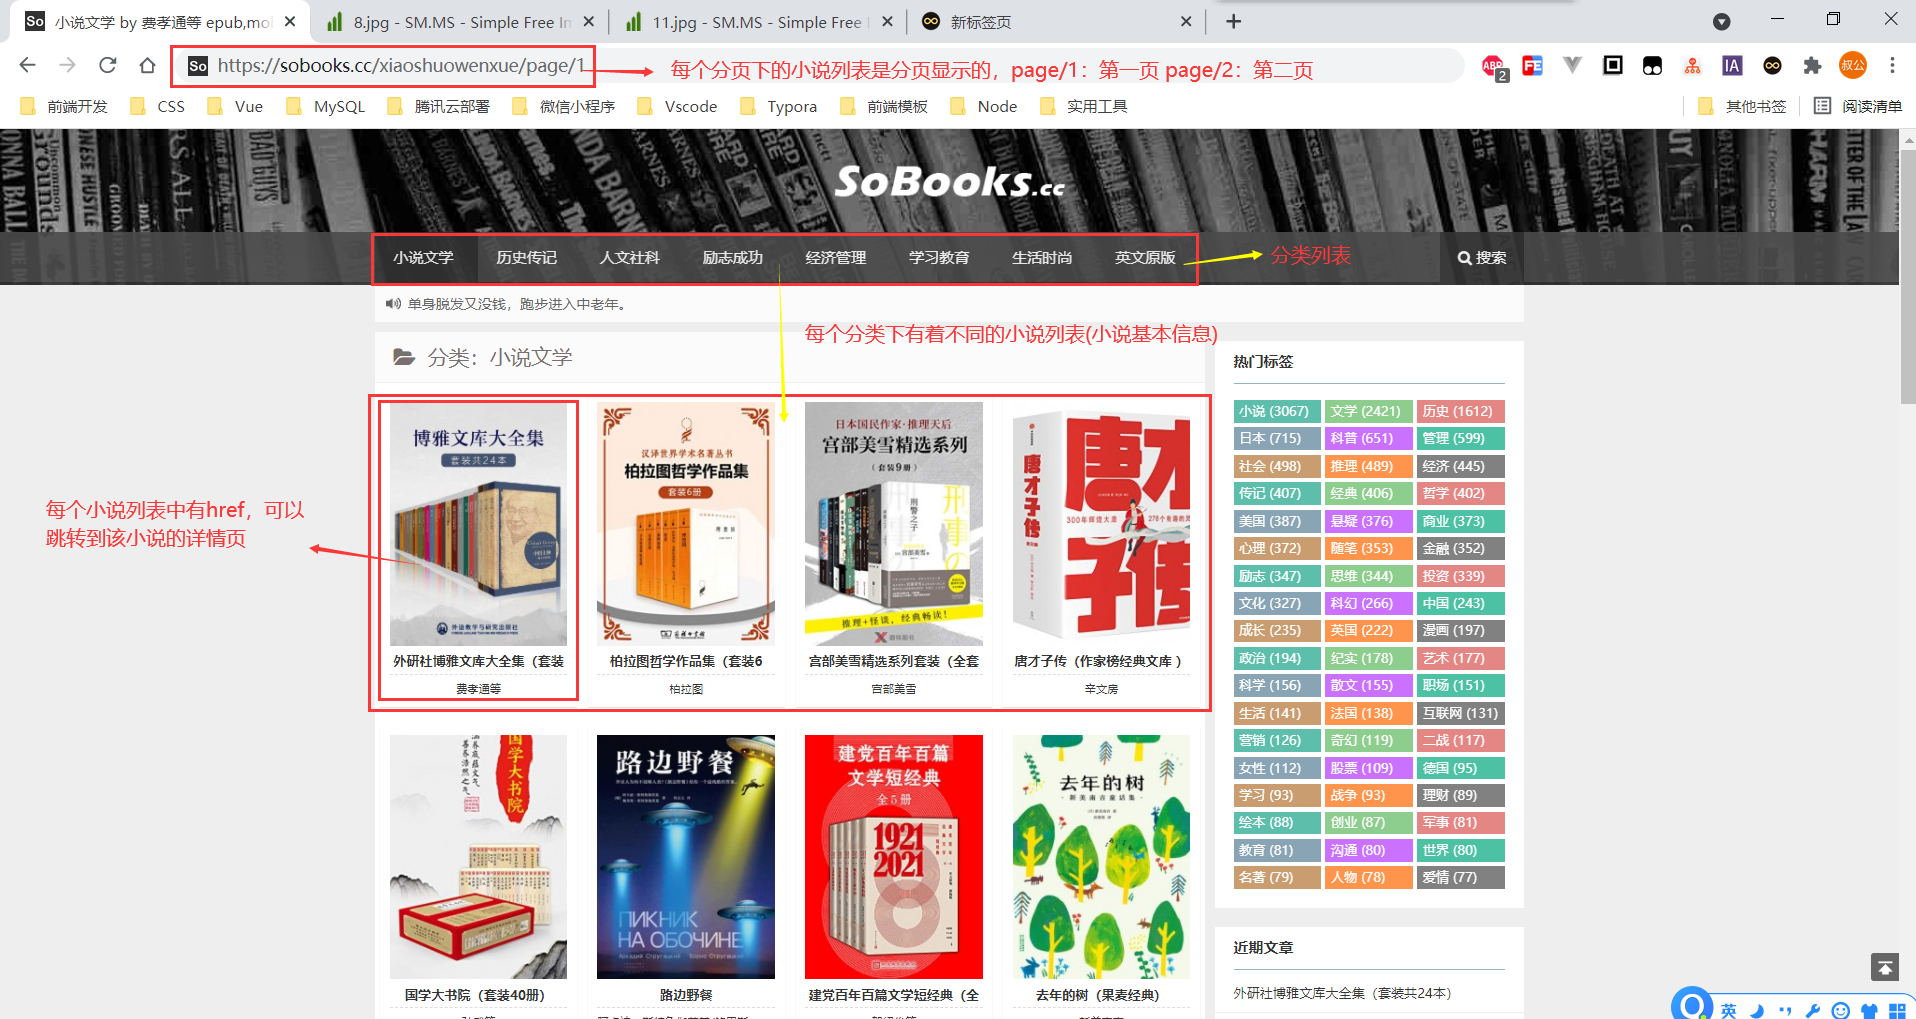 小说文学 by 费孝通等 epub,mo
8.jpg - SM.MS - Simple Free In
11.jpg - SM.MS - Simple Free
新标签页
https://sobooks.cc/xiaoshuowenxue/page/1
每个分页下的小说列表是分页显示的，page/1：第一页 page/2：第二页
前端开发 CSS Vue MySQL 腾讯云部署 微信小程序 Vscode Typora 前端模板 Node 实用工具 其他书签 阅读清单
SoBooks.cc
小说文学 历史传记 人文社科 励志成功 经济管理 学习教育 生活时尚 英文原版
分类列表
搜索
单身脱发又没钱，跑步进入中老年。
每个分类下有着不同的小说列表(小说基本信息)
分类：小说文学
每个小说列表中有href，可以
跳转到该小说的详情页
博雅文库大全集
套装共24本
外语教学与研究出版社
汉译世界学术名著丛书
柏拉图哲学作品集
套装6册
日本国民作家·推理天后
宫部美雪精选系列
（套装9册）
推理+怪谈，经典畅读！
唐才子传
外研社博雅文库大全集（套装
费孝通等
柏拉图哲学作品集（套装6
柏拉图
宫部美雪精选系列套装（全套
宫部美雪
唐才子传（作家榜经典文库 ）
辛文房
国学大书院
路边野餐
ПИКНИК
НА ОБОЧИНЕ
Аркадий Стругацкий Борис Стругацкий
建党百年百篇
文学短经典
全5册
1921
2021
去年的树
·新美南吉童话集·
国学大书院（套装40册）
路边野餐
建党百年百篇文学短经典（全
去年的树（果麦经典）
热门标签
小说 (3067) 文学 (2421) 历史 (1612)
日本 (715) 科普 (651) 管理 (599)
社会 (498) 推理 (489) 经济 (445)
传记 (407) 经典 (406) 哲学 (402)
美国 (387) 悬疑 (376) 商业 (373)
心理 (372) 随笔 (353) 金融 (352)
励志 (347) 思维 (344) 投资 (339)
文化 (327) 科幻 (266) 中国 (243)
成长 (235) 英国 (222) 漫画 (197)
政治 (194) 纪实 (178) 艺术 (177)
科学 (156) 散文 (155) 职场 (151)
生活 (141) 法国 (138) 互联网 (131)
营销 (126) 奇幻 (119) 二战 (117)
女性 (112) 股票 (109) 德国 (95)
学习 (93) 战争 (93) 理财 (89)
绘本 (88) 创业 (87) 军事 (81)
教育 (81) 沟通 (80) 世界 (80)
名著 (79) 人物 (78) 爱情 (77)
近期文章
外研社博雅文库大全集（套装共24本）
英